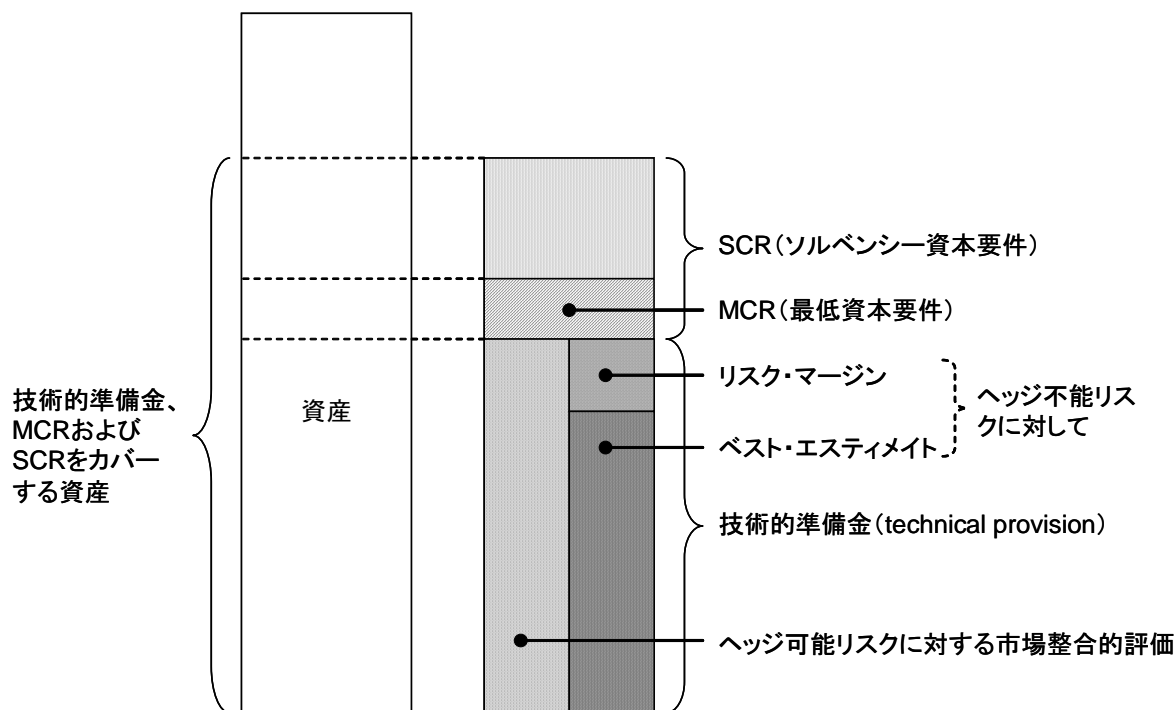 技術的準備金、
MCRおよび
SCRをカバー
する資産
資産
SCR(ソルベンシー資本要件)
MCR(最低資本要件)
リスク・マージン
ベスト・エスティメイト
ヘッジ不能リス
クに対して
技術的準備金(technical provision)
ヘッジ可能リスクに対する市場整合的評価